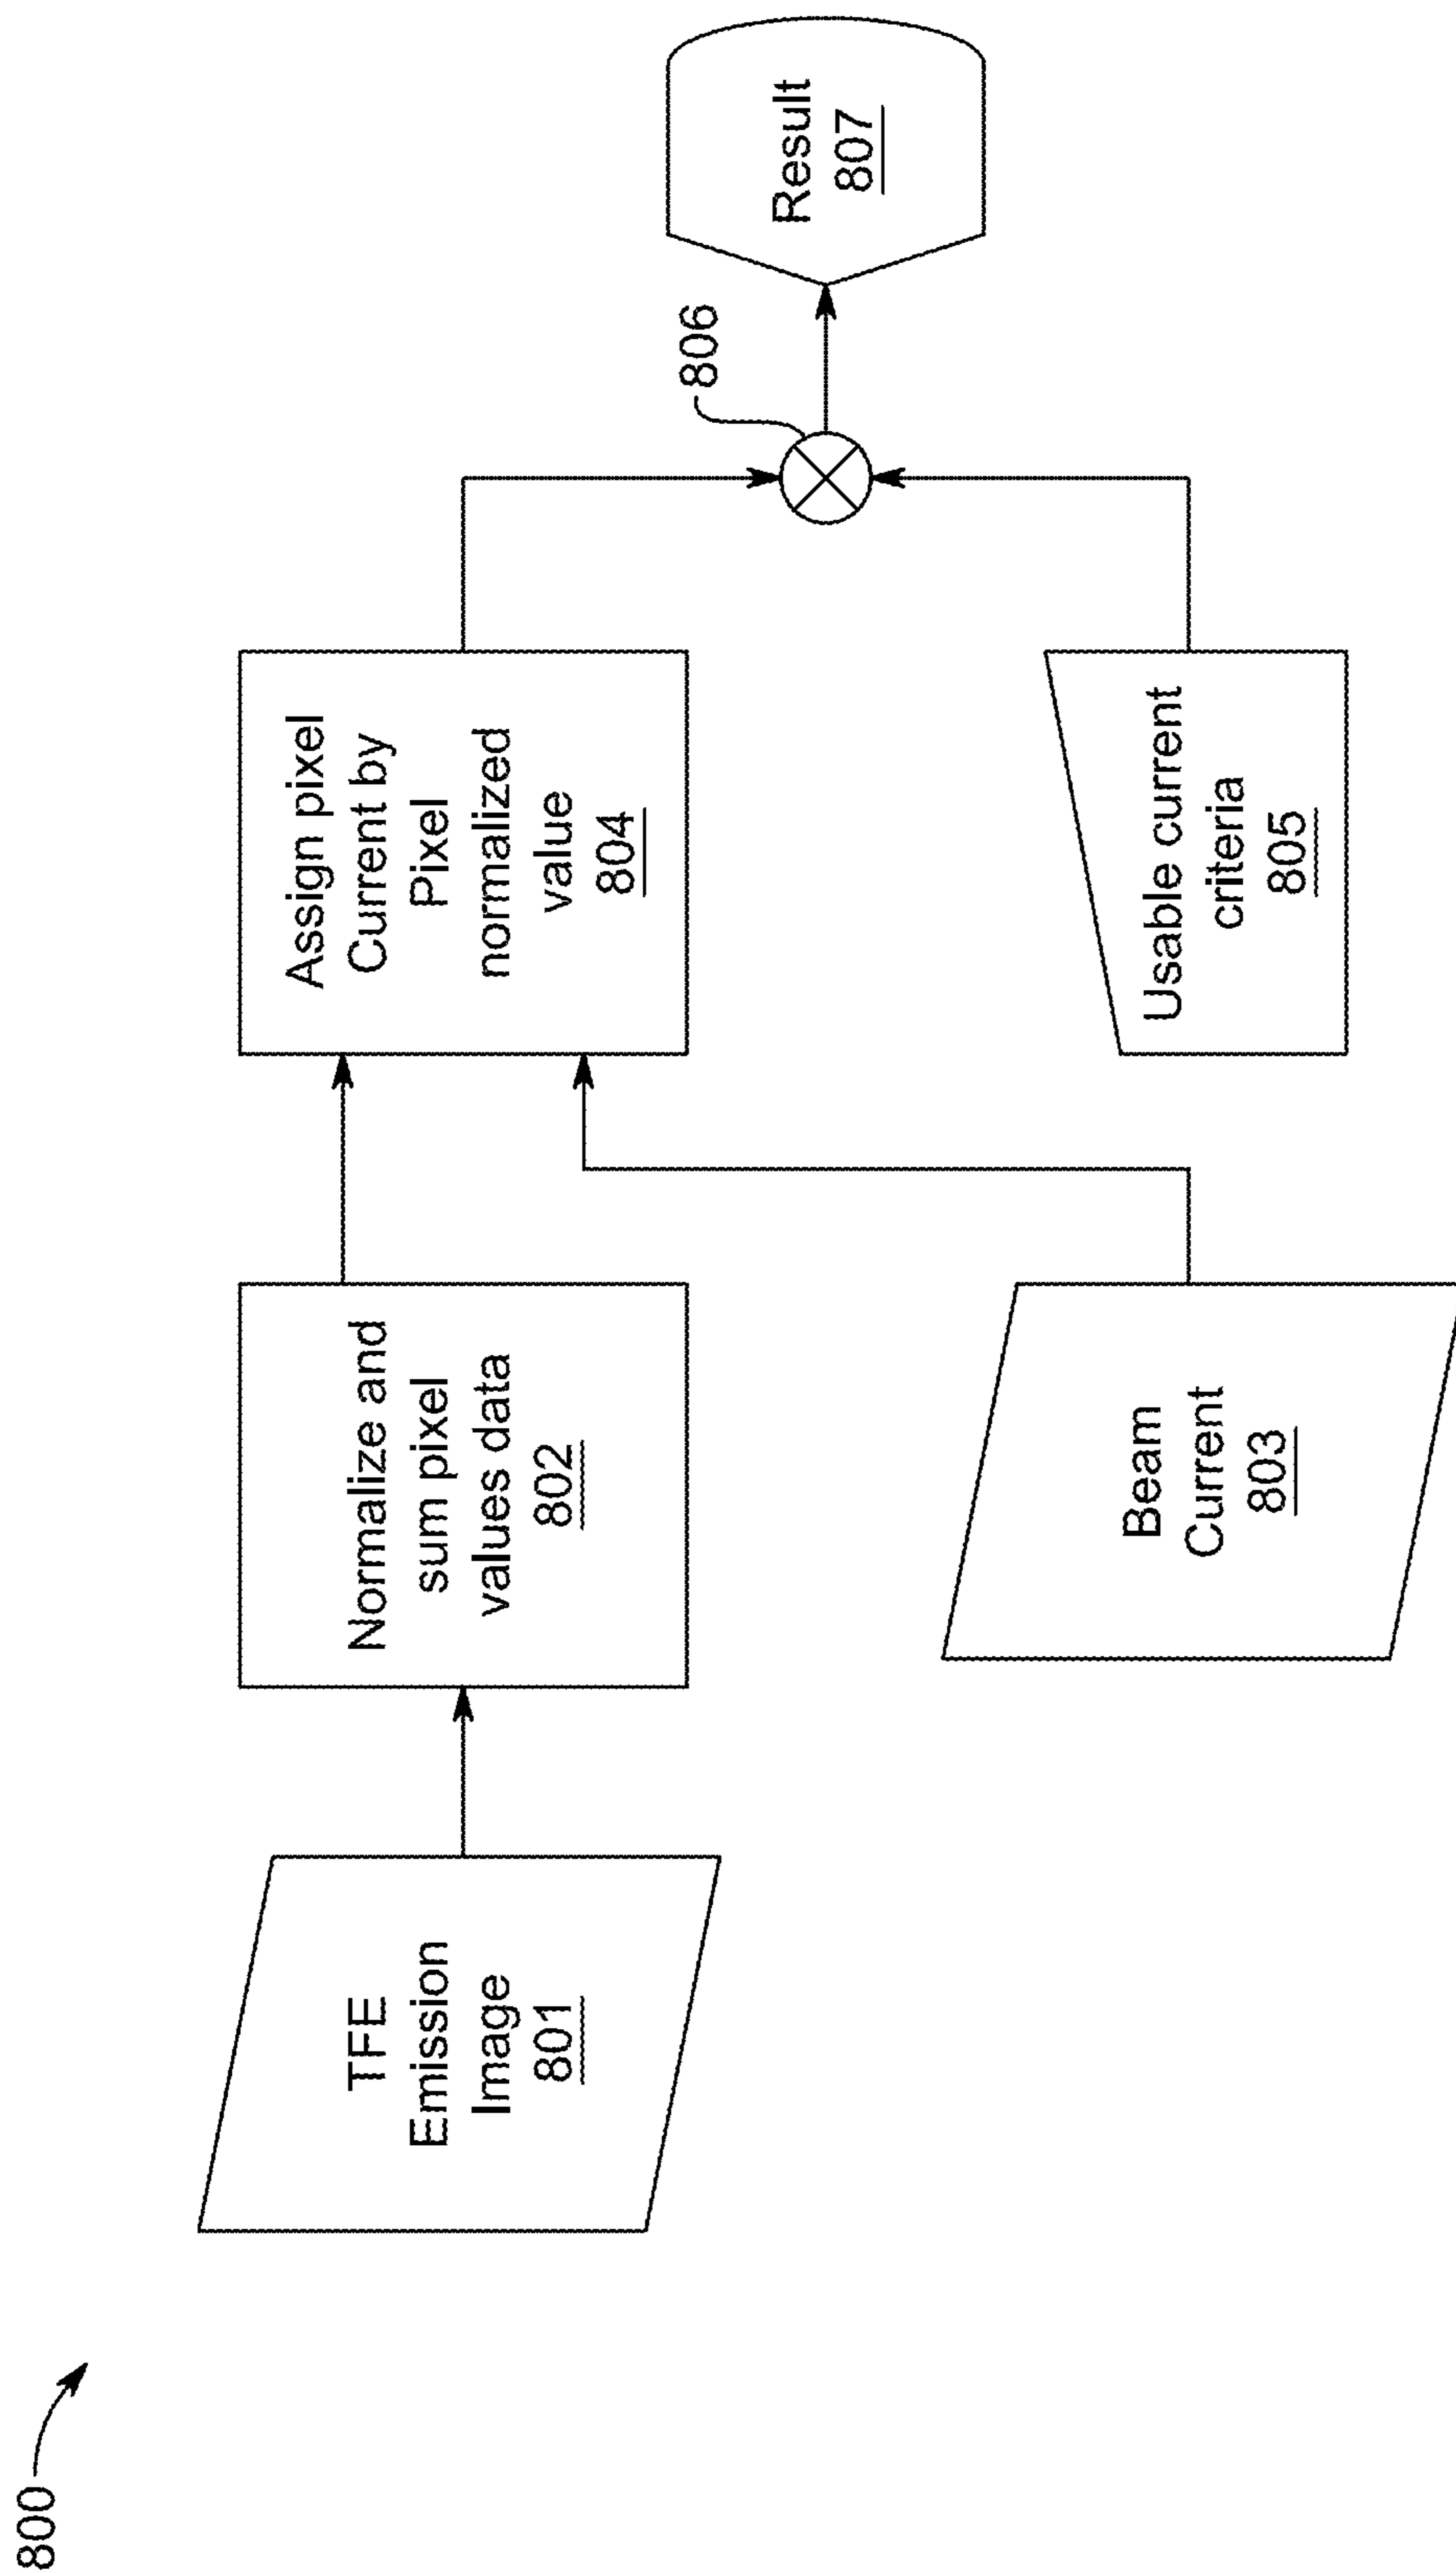 800
TFE
Emission
Image
801
Normalize and
sum pixel
values data
802
Beam
Current
803
Assign pixel
Current by
Pixel
normalized
value
804
Usable current
criteria
805
806
Result
807